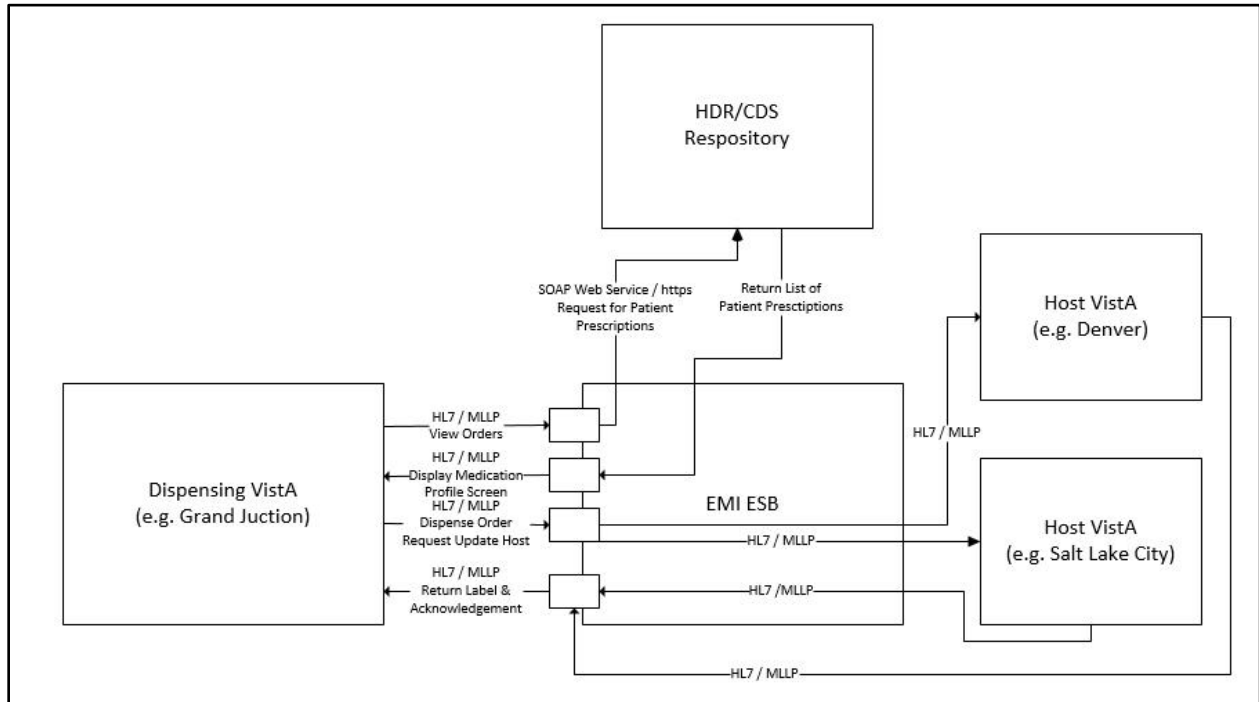 HDR/CDS
Respository
SOAP Web Service / https
Request for Patient
Prescriptions
Return List of
Patient Presctiptions
Host VistA
(e.g. Denver)
HL7 / MLLP
View Orders
HL7 / MLLP
Display Medication
Profile Screen
HL7 / MLLP
Dispense Order
Request Update Host
HL7 / MLLP
Return Label &
Acknowledgement
Dispensing VistA
(e.g. Grand Juction)
EMI ESB
HL7 / MLLP
HL7 / MLLP
Host VistA
(e.g. Salt Lake City)
HL7 /MLLP
HL7 / MLLP